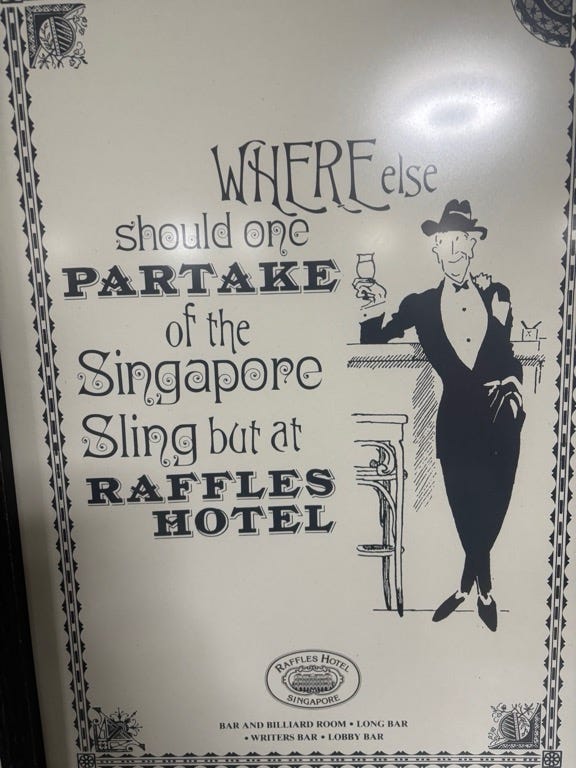 WHERE else
should one
PARTAKE
of the
Singapore
Sling but at
RAFFLES
HOTEL
RAFFLES HOTEL
SINGAPORE
BAR AND BILLIARD ROOM • LONG BAR
• WRITERS BAR • LOBBY BAR